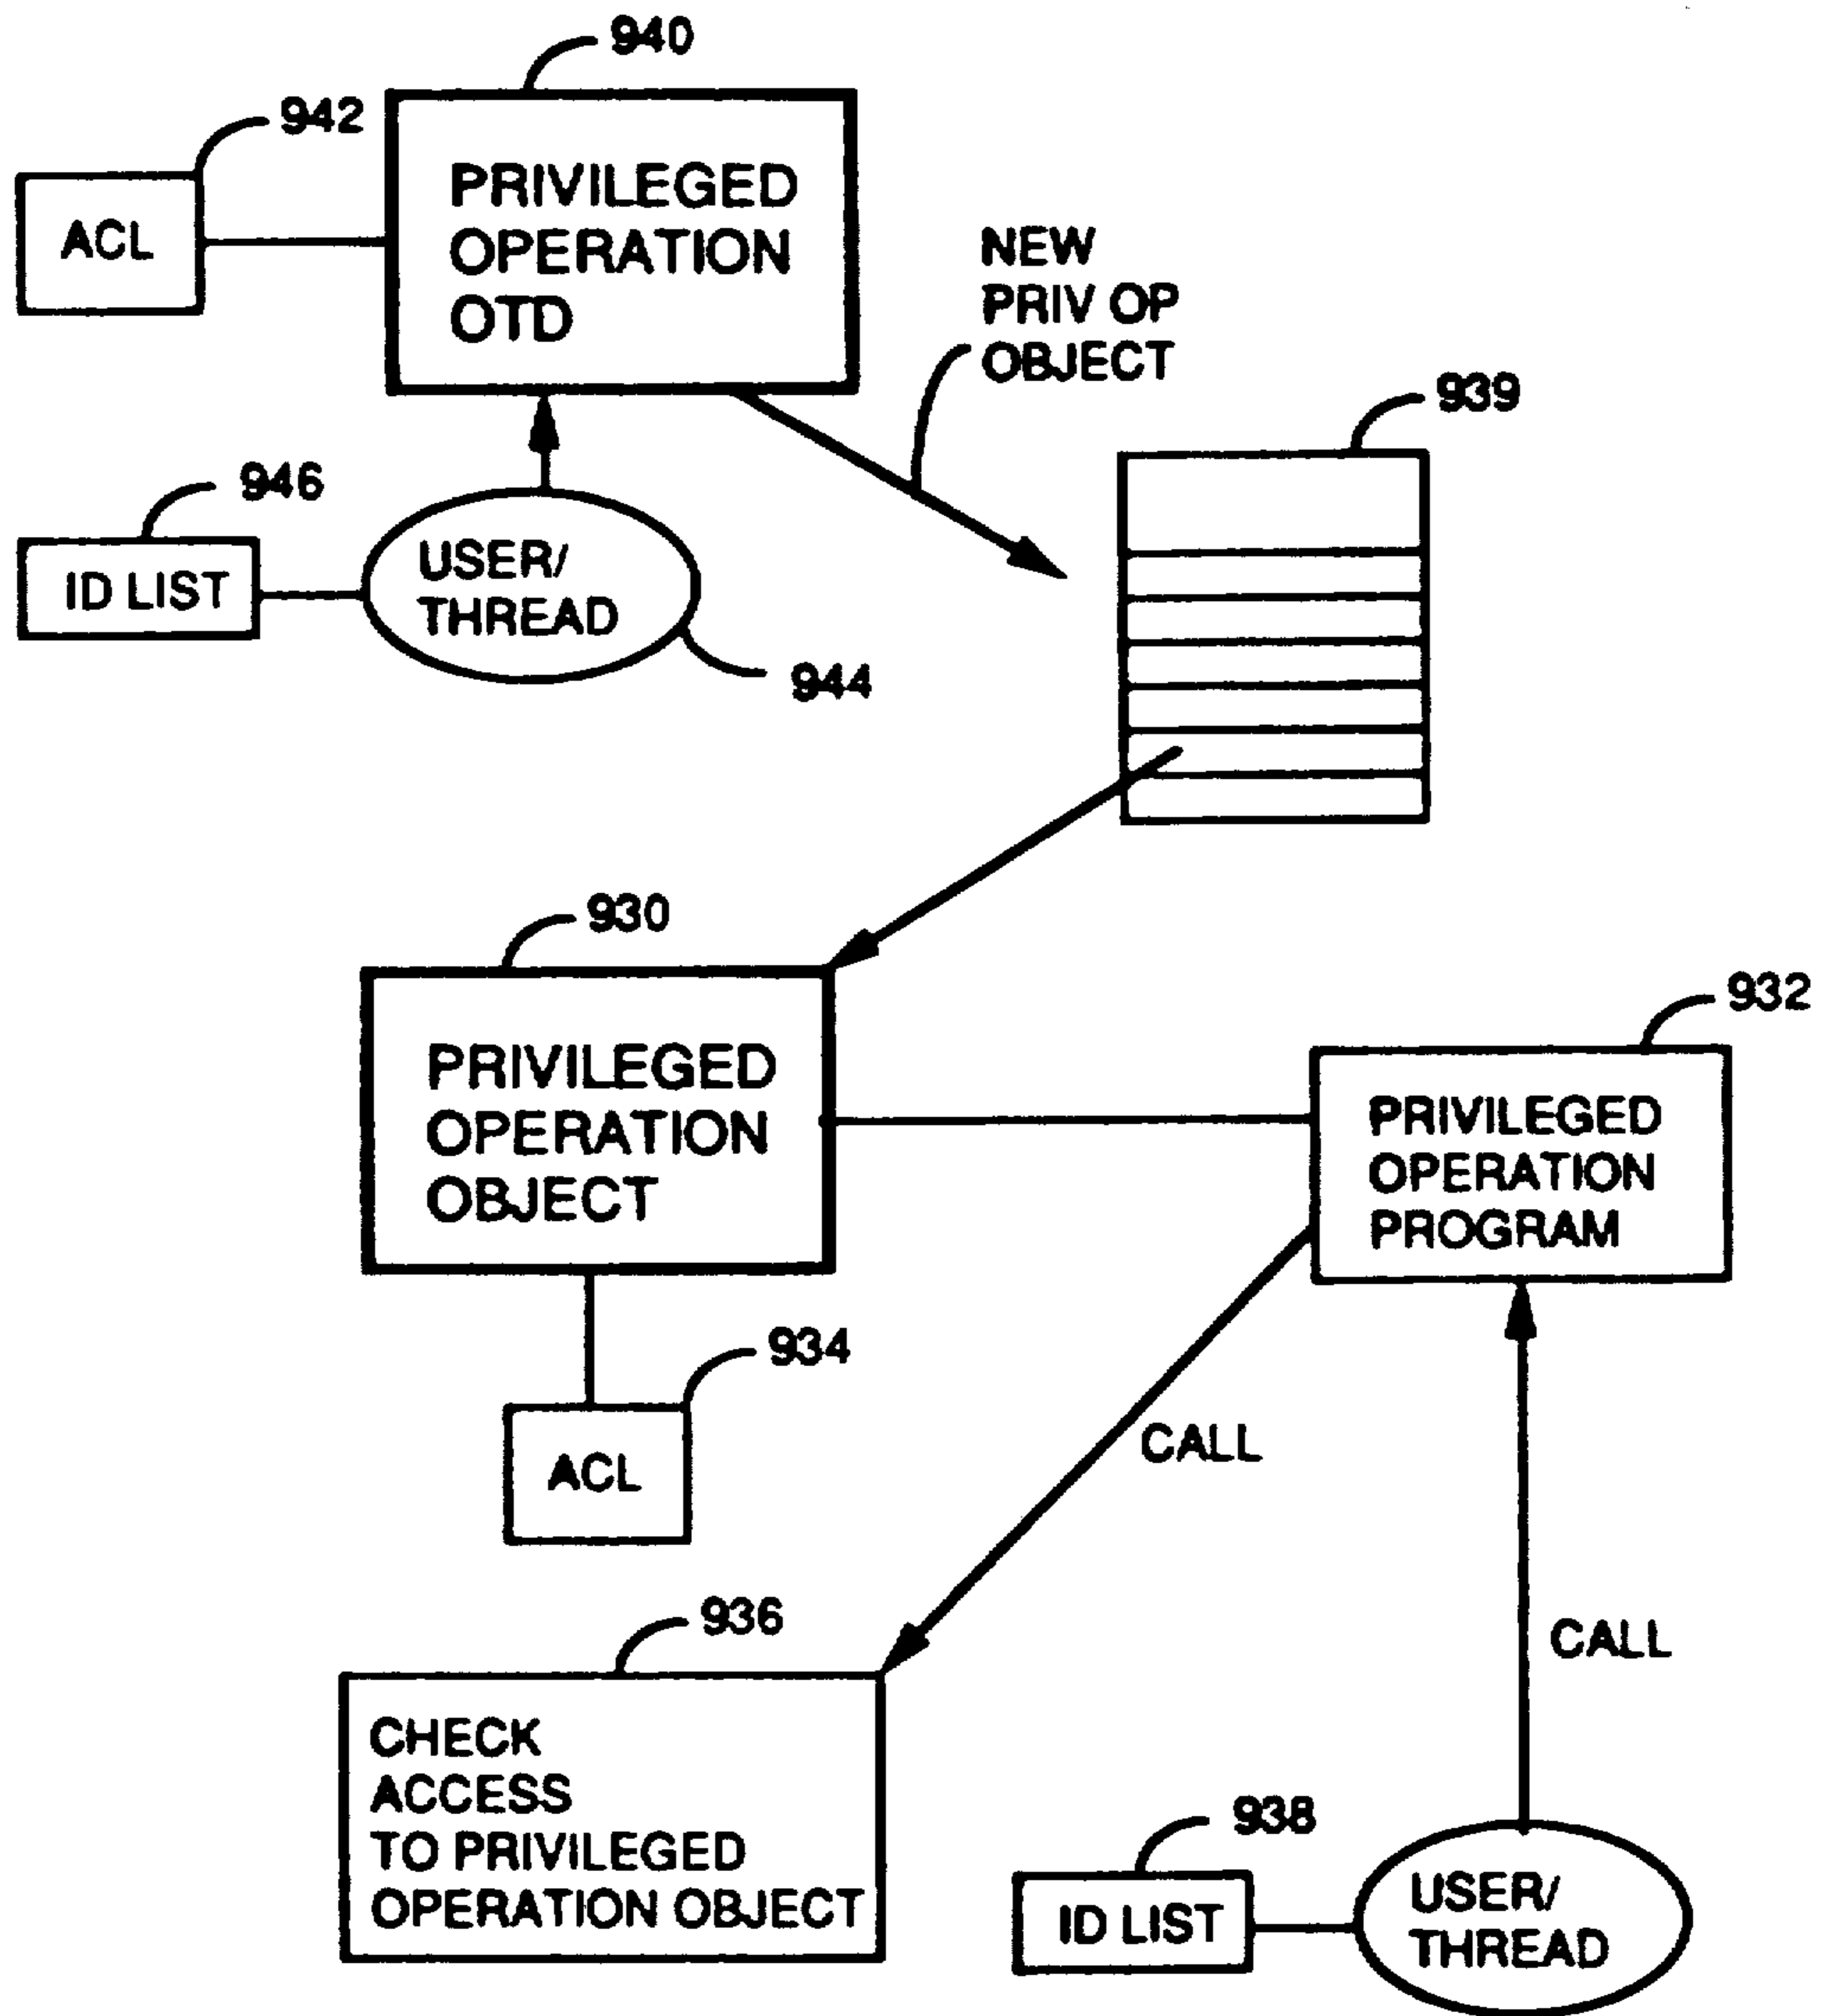 940
942
ACL
PRIVILEGED
OPERATION
OTD
NEW
PRIV OP
OBJECT
939
946
ID LIST
USER/
THREAD
944
930
PRIVILEGED
OPERATION
OBJECT
932
PRIVILEGED
OPERATION
PROGRAM
934
ACL
CALL
CALL
936
CHECK
ACCESS
TO PRIVILEGED
OPERATION OBJECT
938
ID LIST
USER/
THREAD